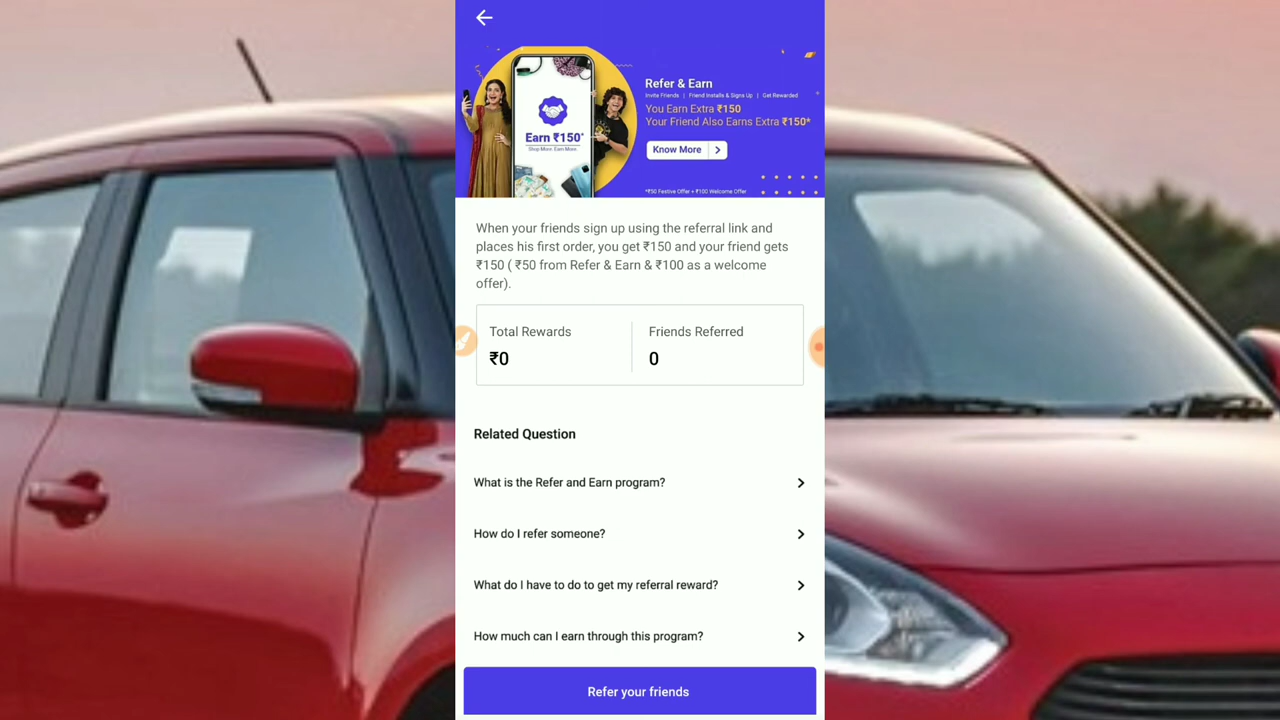 Refer & Earn
Invite Friends | Friend Installs & Signs Up | Get Rewarded
You Earn Extra ₹150
Your Friend Also Earns Extra ₹150*
Know More
Earn ₹150*
Shop More. Earn More.
*₹50 Festive Offer + ₹100 Welcome Offer
When your friends sign up using the referral link and
places his first order, you get ₹150 and your friend gets
₹150 ( ₹50 from Refer & Earn & ₹100 as a welcome
offer).
Total Rewards
Friends Referred
₹0
0
Related Question
What is the Refer and Earn program?
How do I refer someone?
What do I have to do to get my referral reward?
How much can I earn through this program?
Refer your friends